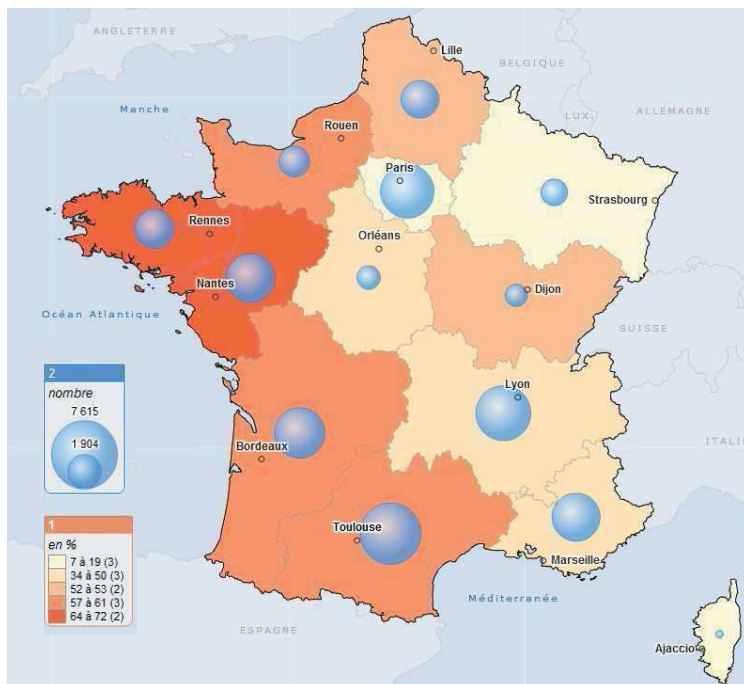 ANGLETERRE
Lille
BELGIQUE
Manche
LUX.
ALLEMAGNE
Rouen
Paris
Strasbourg
Rennes
Orléans
Nantes
Dijon
Océan Atlantique
SUISSE
2
nombre
7 615
1 904
Lyon
ITALI
Bordeaux
1
en %
7 à 19 (3)
34 à 50 (3)
52 à 53 (2)
57 à 61 (3)
64 à 72 (2)
Toulouse
Marseille
Méditerranée
ESPAGNE
Ajaccio